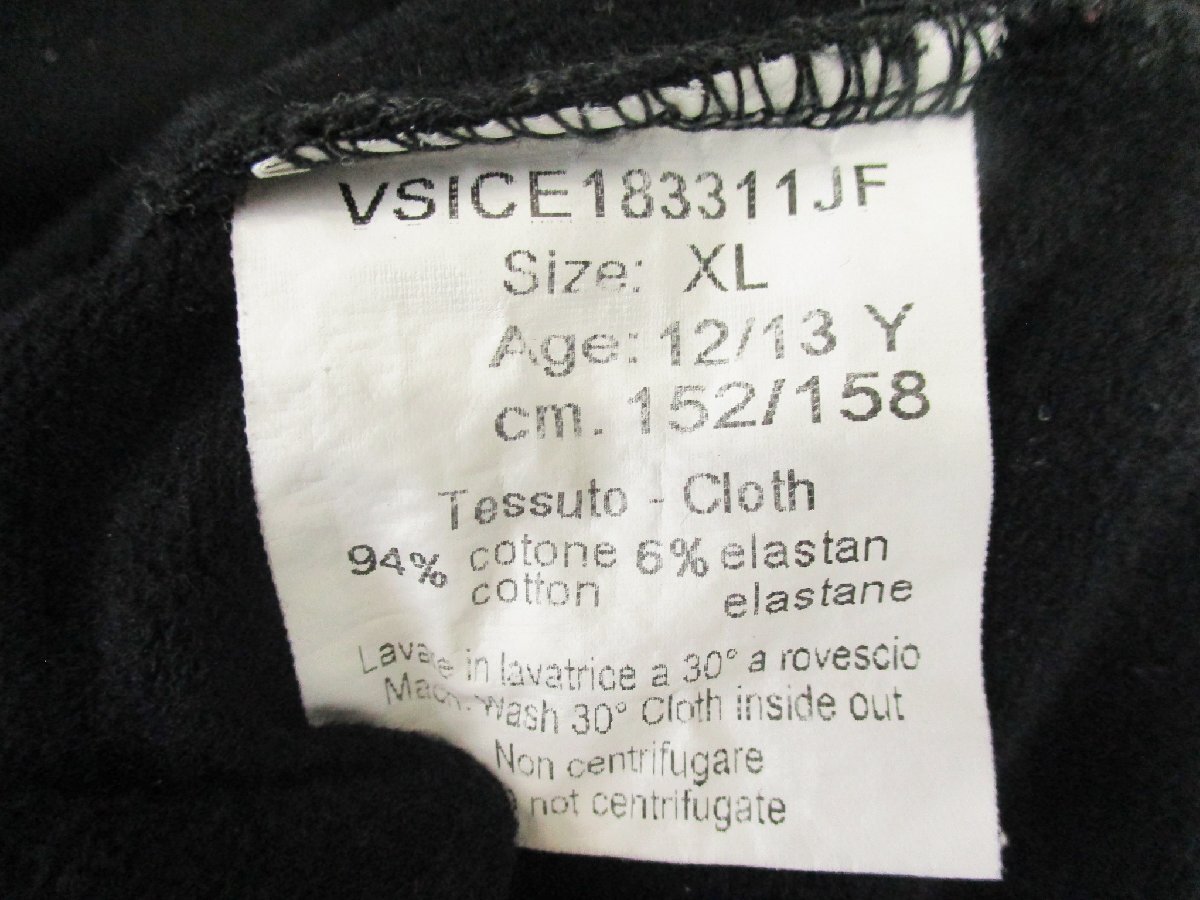 VSICE183311JF
Size: XL
Age: 12/13 Y
cm. 152/158
Tessuto - Cloth
94% cotone 6% elastan
cotton elastane
Lavare in lavatrice a 30° a rovescio
Mach. Wash 30° Cloth inside out
Non centrifugare
not centrifugate